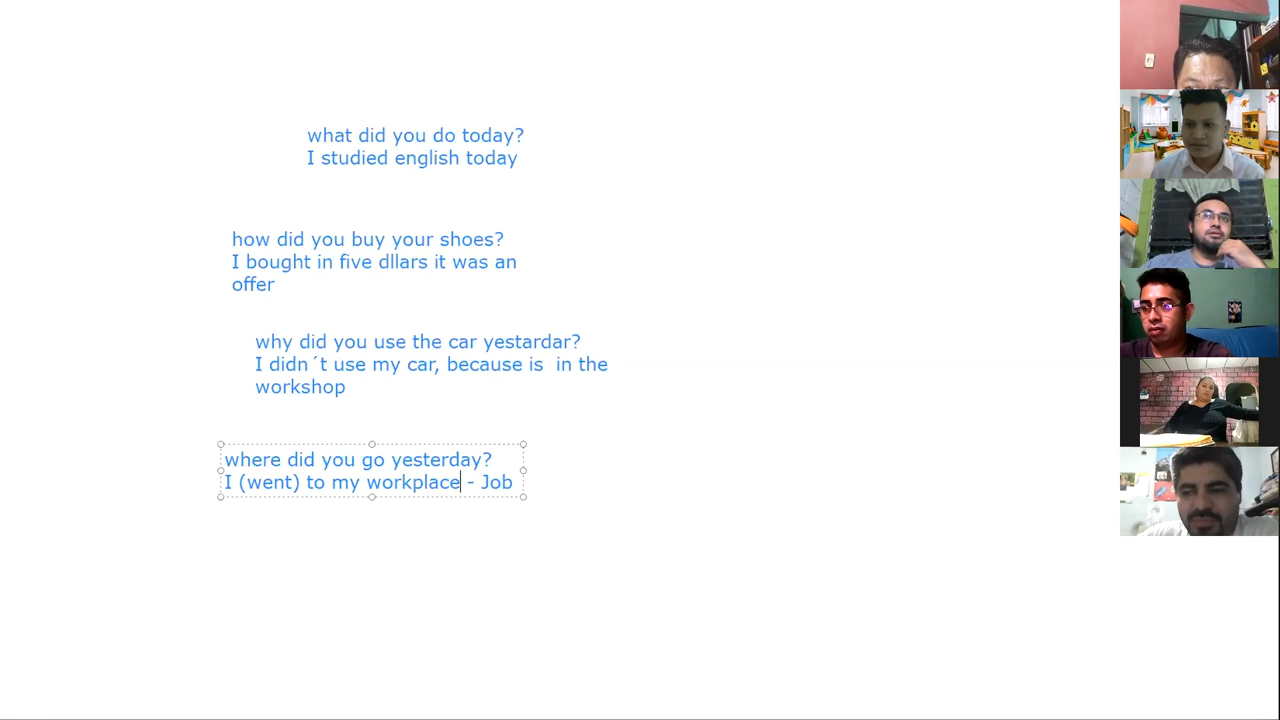 what did you do today?
I studied english today
how did you buy your shoes?
I bought in five dllars it was an
offer
why did you use the car yestardar?
I didn´t use my car, because is  in the
workshop
where did you go yesterday?
I (went) to my workplace - Job